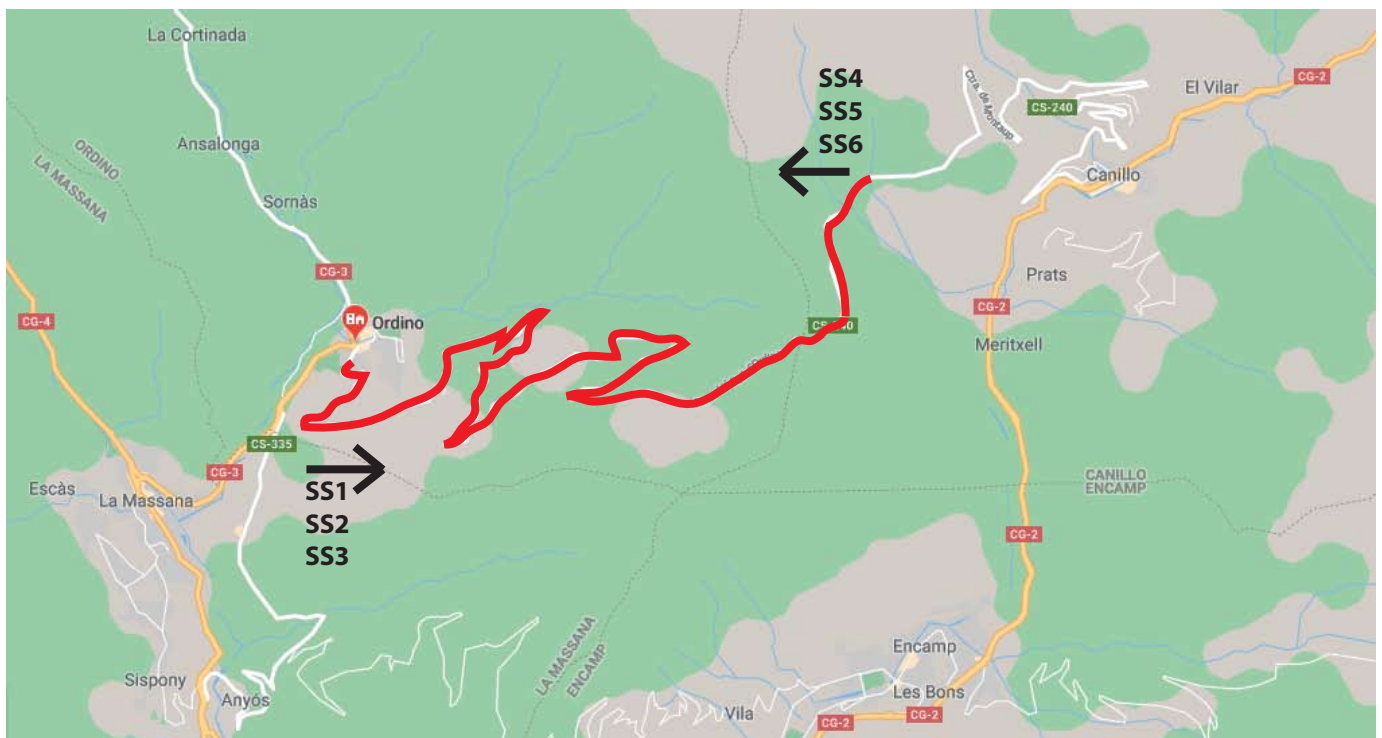 La Cortinada
Ansalonga
Sornàs
ORDINO
LA MASSANA
CG-3
CG-4
Ordino
CS-335
CG-3
Escàs
La Massana
Sispony
Anyós
SS1
SS2
SS3
SS4
SS5
SS6
Ctra. de Montaup
CS-240
El Vilar
CG-2
Canillo
Prats
CG-2
Meritxell
CANILLO
ENCAMP
CG-2
LA MASSANA
ENCAMP
Encamp
Les Bons
Vila
CG-2
CG-2